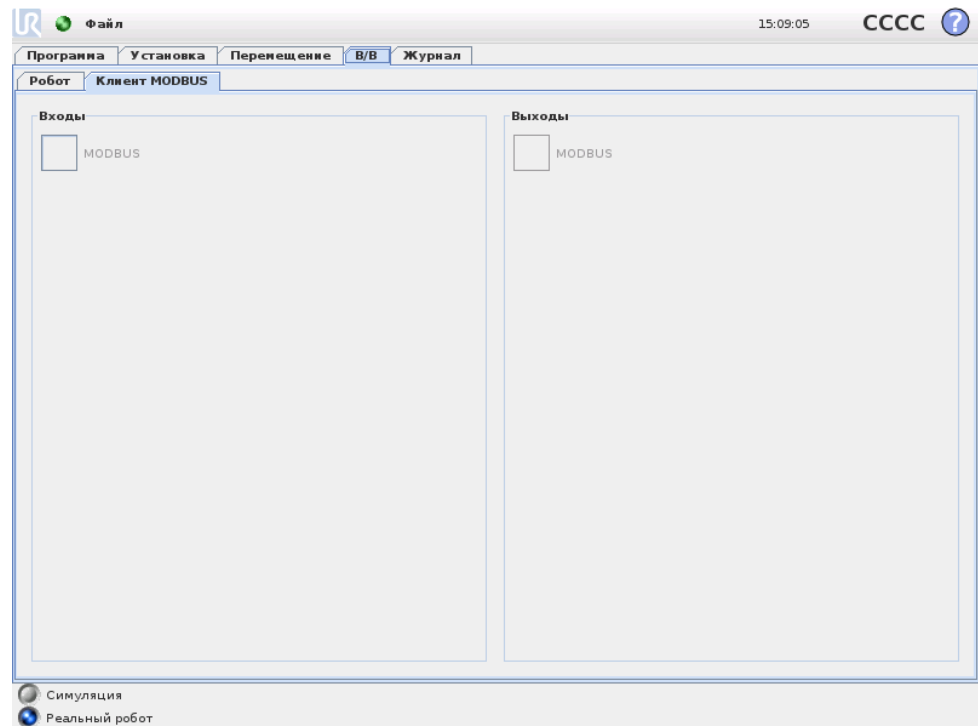 UR Файл 15:09:05 CCCC ?
Программа Установка Перемещение В/В Журнал
Робот Клиент MODBUS
Входы Выходы
MODBUS MODBUS
Симуляция
Реальный робот